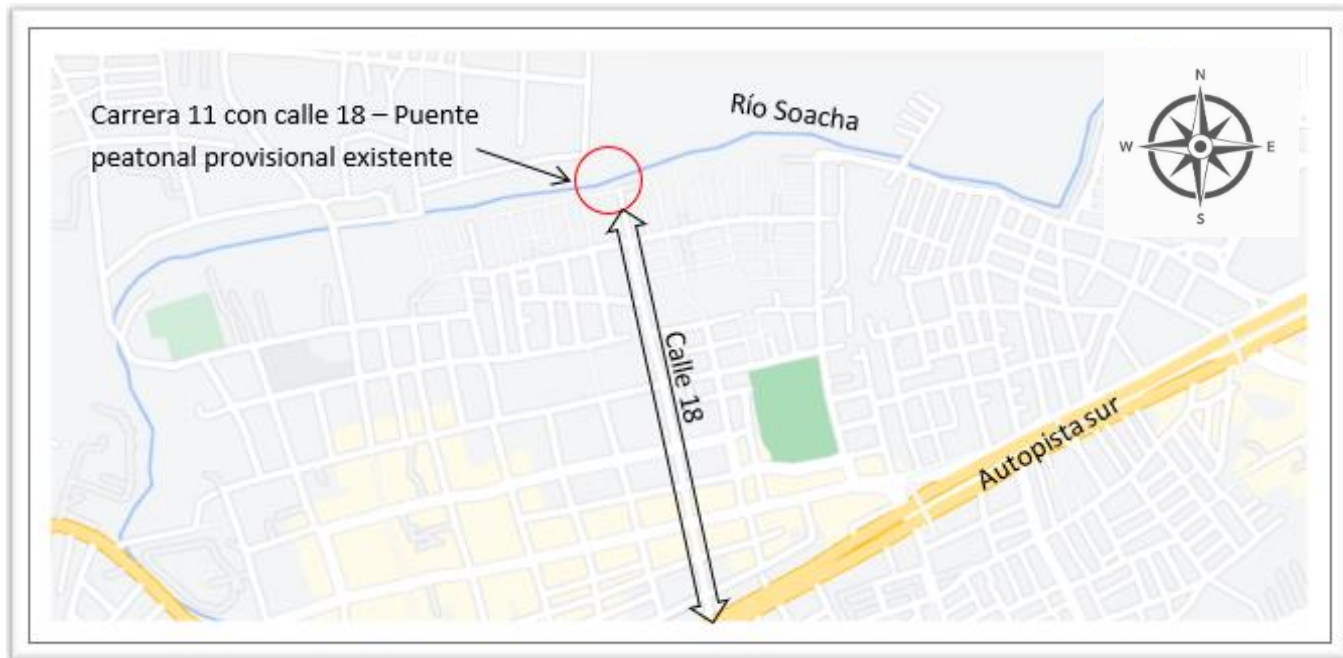 Carrera 11 con calle 18 – Puente
peatonal provisional existente
Río Soacha
N
W
E
S
Calle 18
Autopista sur